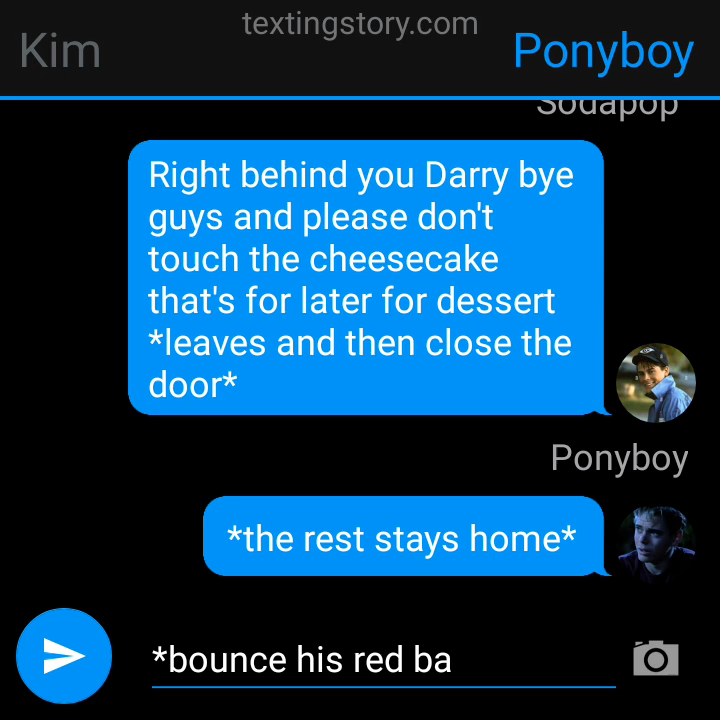 textingstory.com
Kim
Ponyboy
Sodapop
Right behind you Darry bye
guys and please don't
touch the cheesecake
that's for later for dessert
*leaves and then close the
door*
Ponyboy
*the rest stays home*
*bounce his red ba